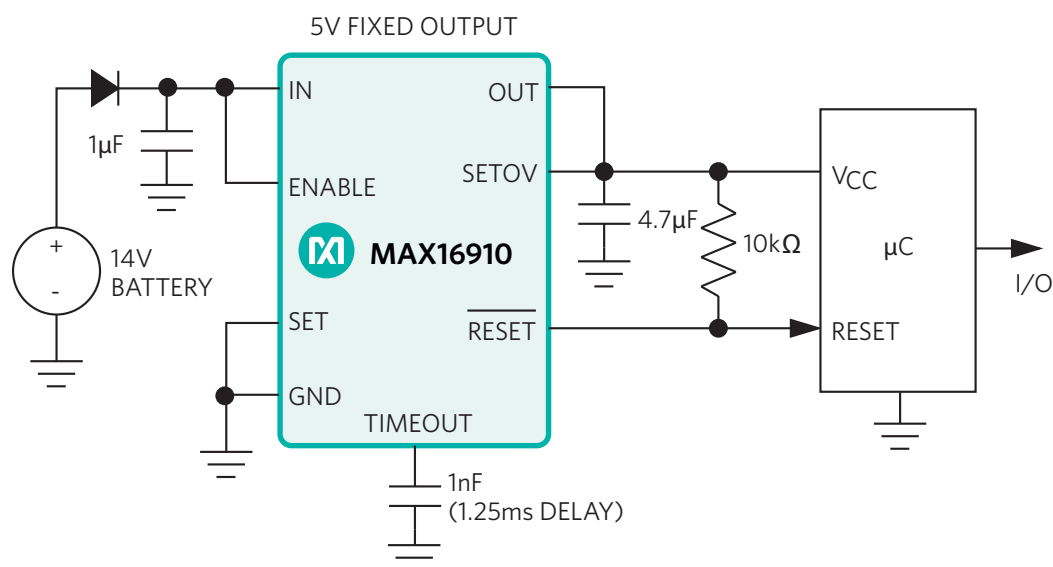 5V FIXED OUTPUT
IN
OUT
1µF
ENABLE
SETOV
VCC
MAX16910
4.7µF
10kΩ
µC
+
-
14V
BATTERY
I/O
SET
RESET
RESET
GND
TIMEOUT
1nF
(1.25ms DELAY)